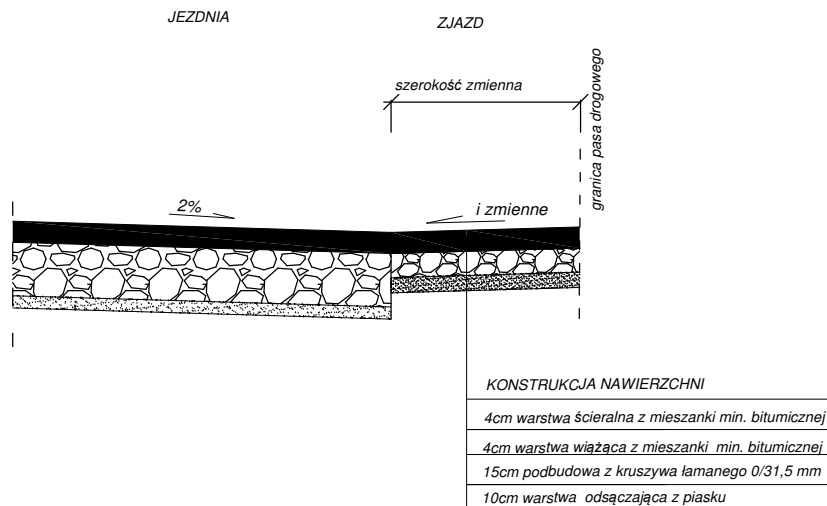 JEZDNIA
ZJAZD
szerokość zmienna
granica pasa drogowego
2%
i zmienne
KONSTRUKCJA NAWIERZCHNI
4cm warstwa ścieralna z mieszanki min. bitumicznej
4cm warstwa wiążąca z mieszanki min. bitumicznej
15cm podbudowa z kruszywa łamanego 0/31,5 mm
10cm warstwa odsączająca z piasku